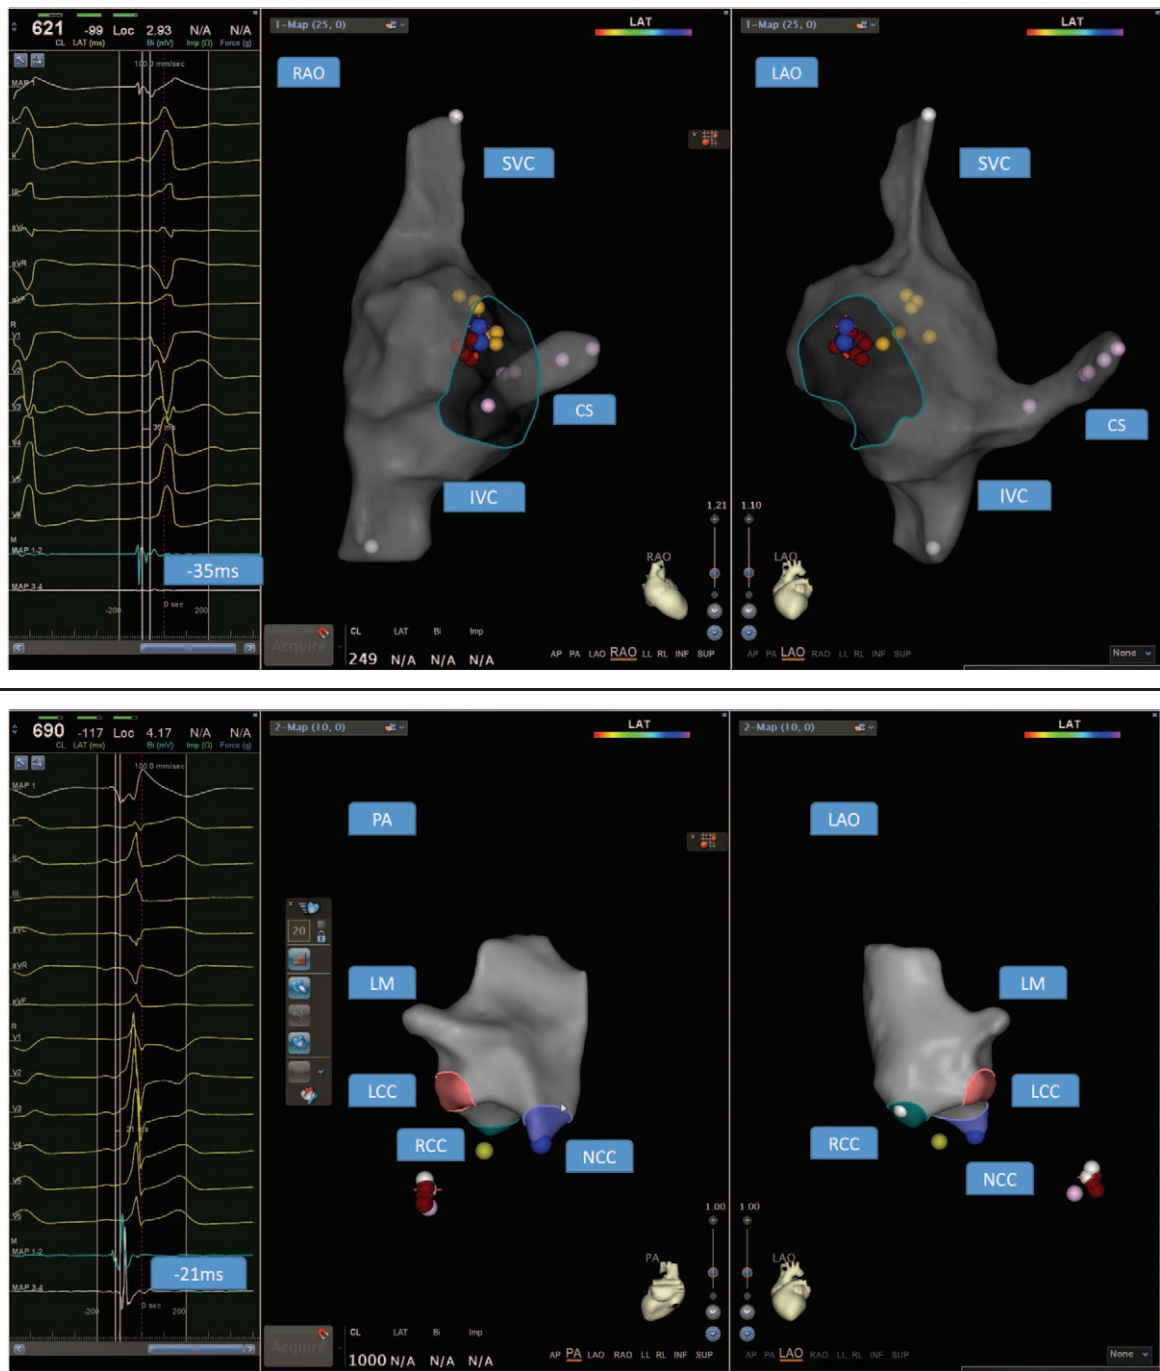 621 -99 Loc 2.93 N/A N/A
CL LAT (ms) Bi (mV) Imp (Ω) Force (g)
100.0 mm/sec
MAP 1
aVR
aVF
R
V1
V2
V3
39 ms
V4
V5
V6
M
MAP 1-2
-35ms
MAP 3-4
-200 0 sec 200
1-Map (25, 0)
LAT
RAO
SVC
CS
IVC
1.21
RAO
Acquire
CL LAT Bi Imp
249 N/A N/A N/A
AP PA LAO RAO LL RL INF SUP
1-Map (25, 0)
LAT
LAO
SVC
CS
IVC
1.10
LAO
AP PA LAO RAO LL RL INF SUP
None
690 -117 Loc 4.17 N/A N/A
CL LAT (ms) Bi (mV) Imp (Ω) Force (g)
100.0 mm/sec
MAP 1
I
II
III
aVR
aVF
R
V1
V2
V3
V4
V5
V6
M
MAP 1-2
-21ms
MAP 3-4
-200 0 sec 200
2-Map (10, 0)
LAT
PA
20
LM
LCC
RCC
NCC
1.00
PA
Acquire
CL LAT Bi Imp
1000 N/A N/A N/A
AP PA LAO RAO LL RL INF SUP
2-Map (10, 0)
LAT
LAO
LM
LCC
RCC
NCC
1.00
LAO
AP PA LAO RAO LL RL INF SUP
None